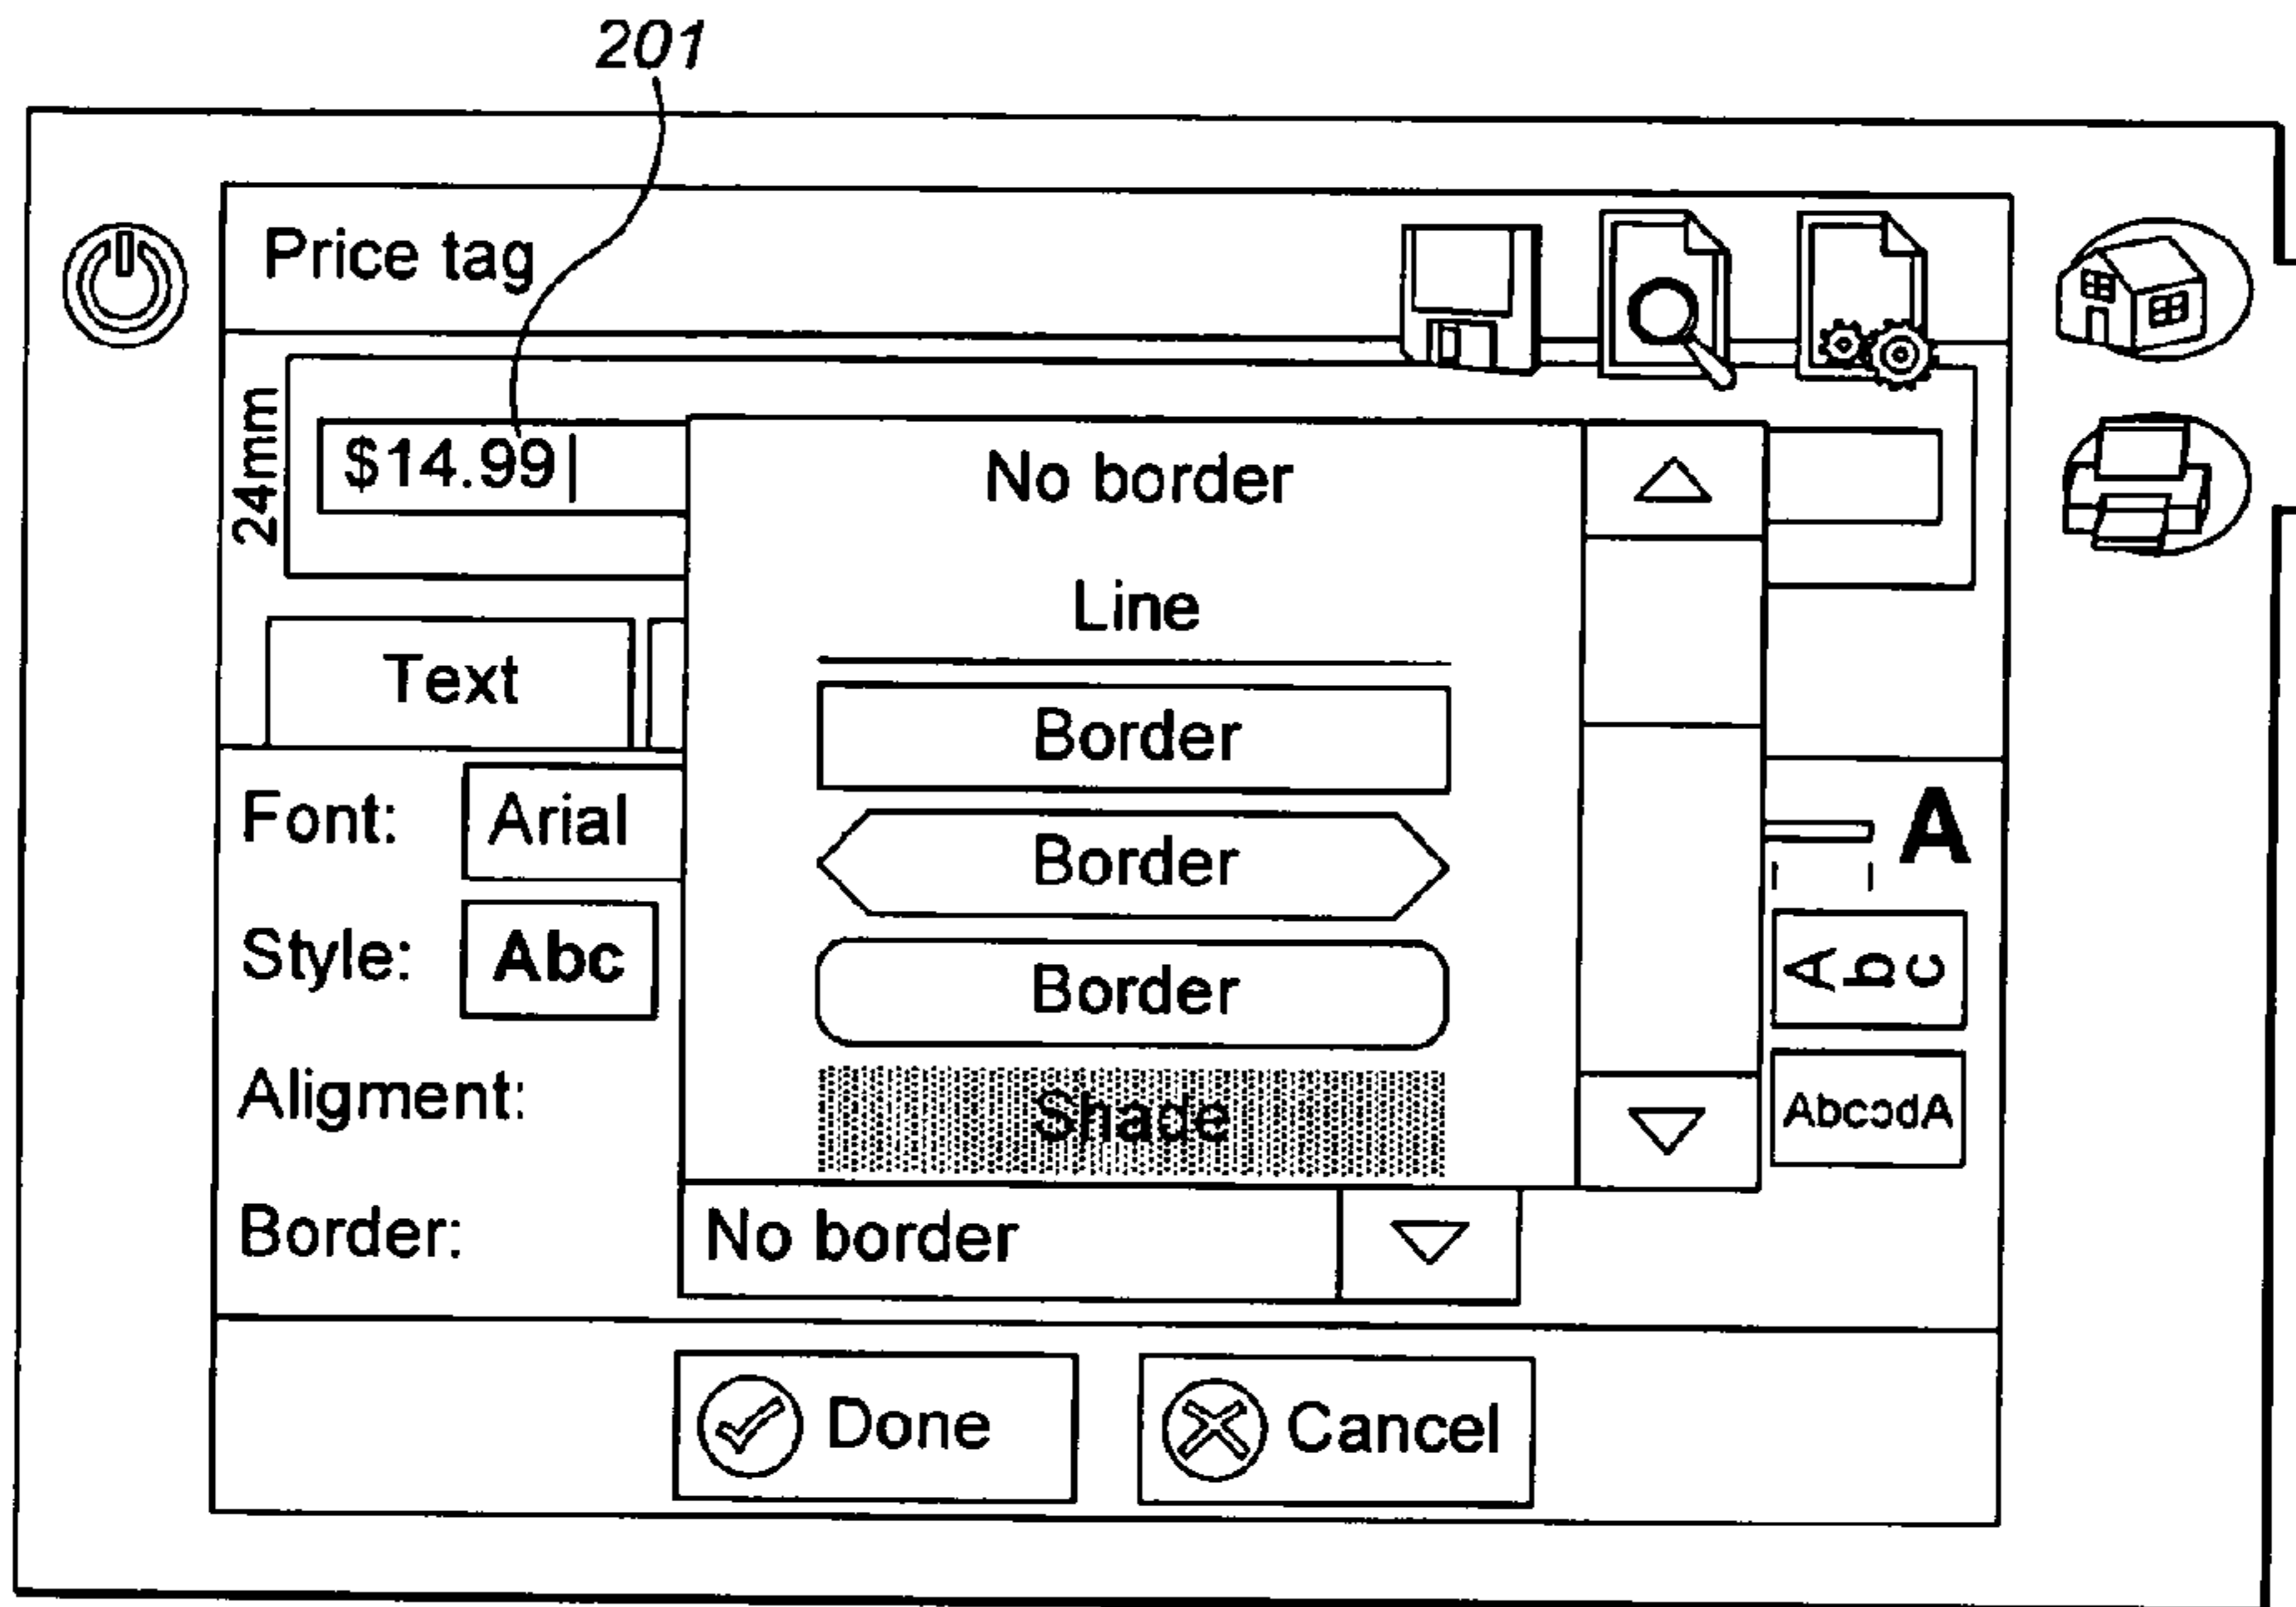 201
Price tag
24mm
$14.99
No border
Line
Text
Border
Font: Arial
Border
A
Style: Abc
Border
Abc
Aligment:
Shade
AbcɔdA
Border: No border
Done Cancel